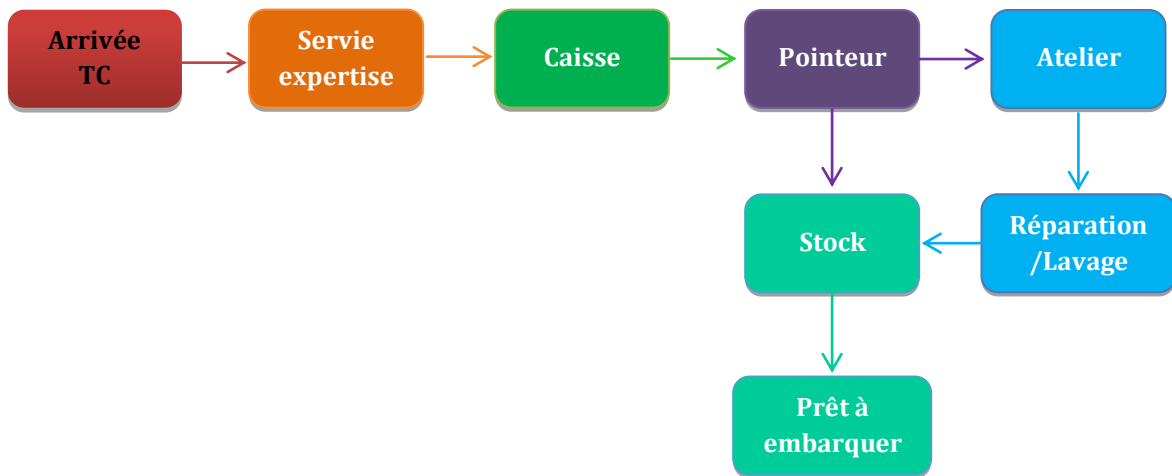 Arrivée
TC
Servie
expertise
Caisse
Pointeur
Atelier
Stock
Réparation
/Lavage
Prêt à
embarquer